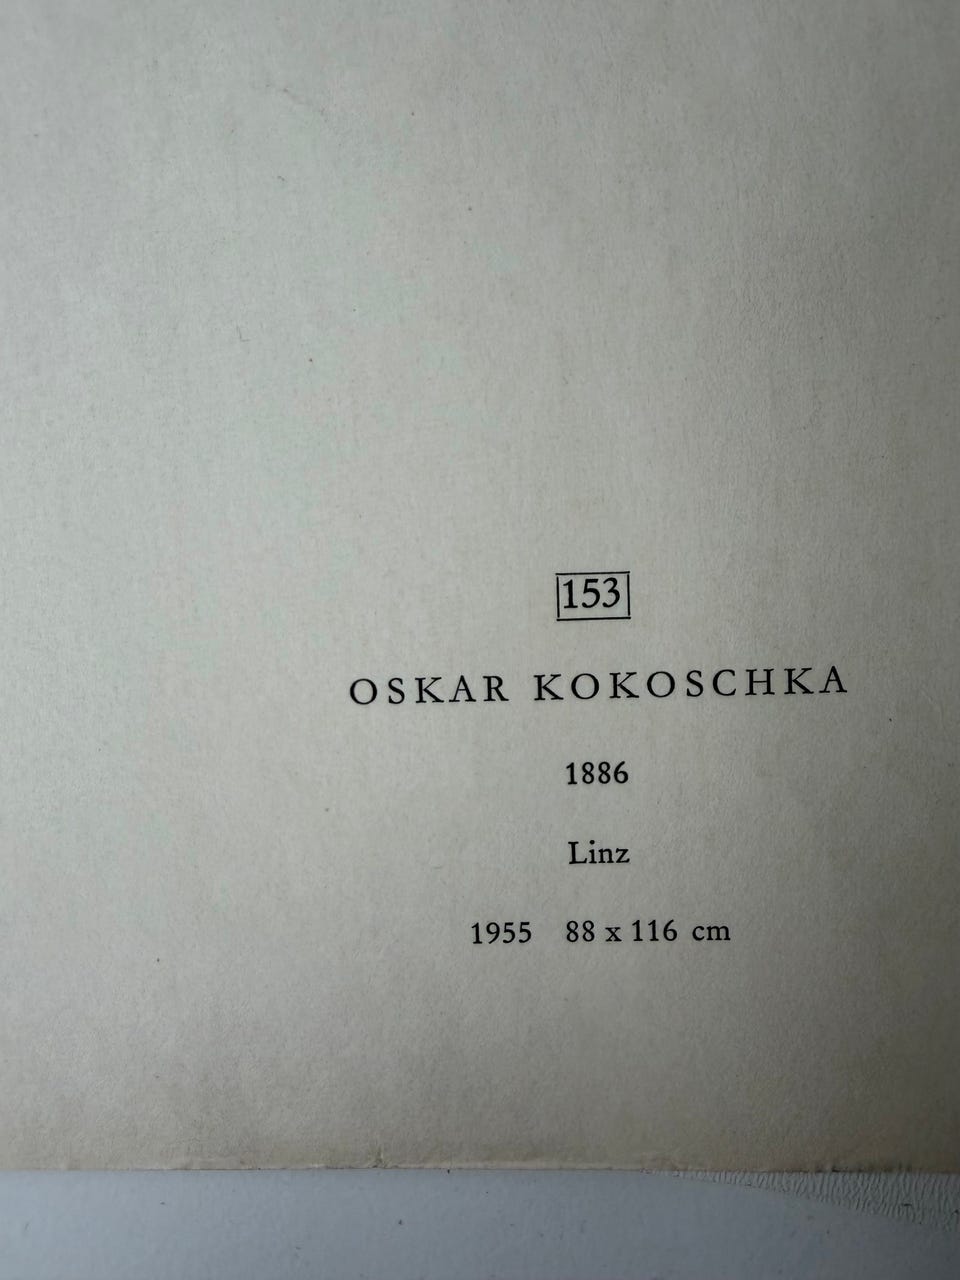 153
OSKAR KOKOSCHKA
1886
Linz
1955 88 x 116 cm